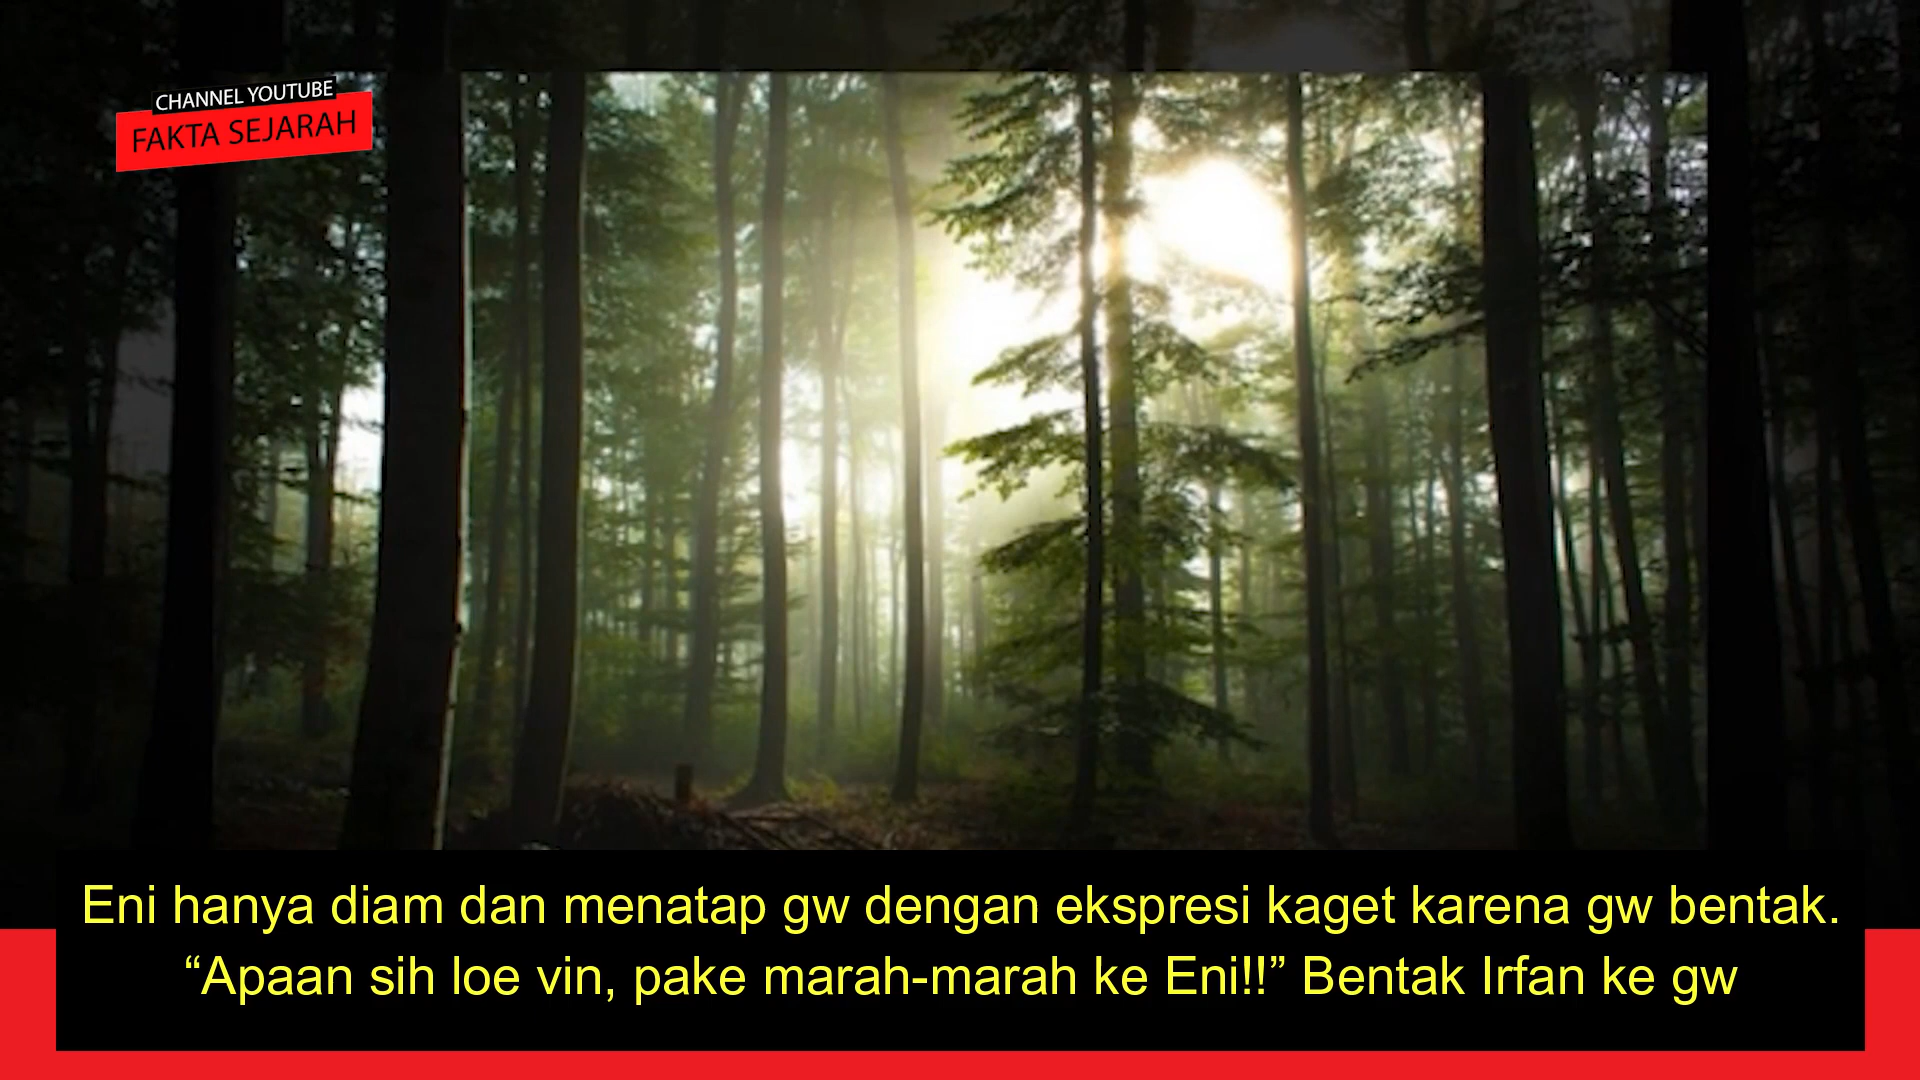 CHANNEL YOUTUBE
FAKTA SEJARAH
Eni hanya diam dan menatap gw dengan ekspresi kaget karena gw bentak.
“Apaan sih loe vin, pake marah-marah ke Eni!!” Bentak Irfan ke gw